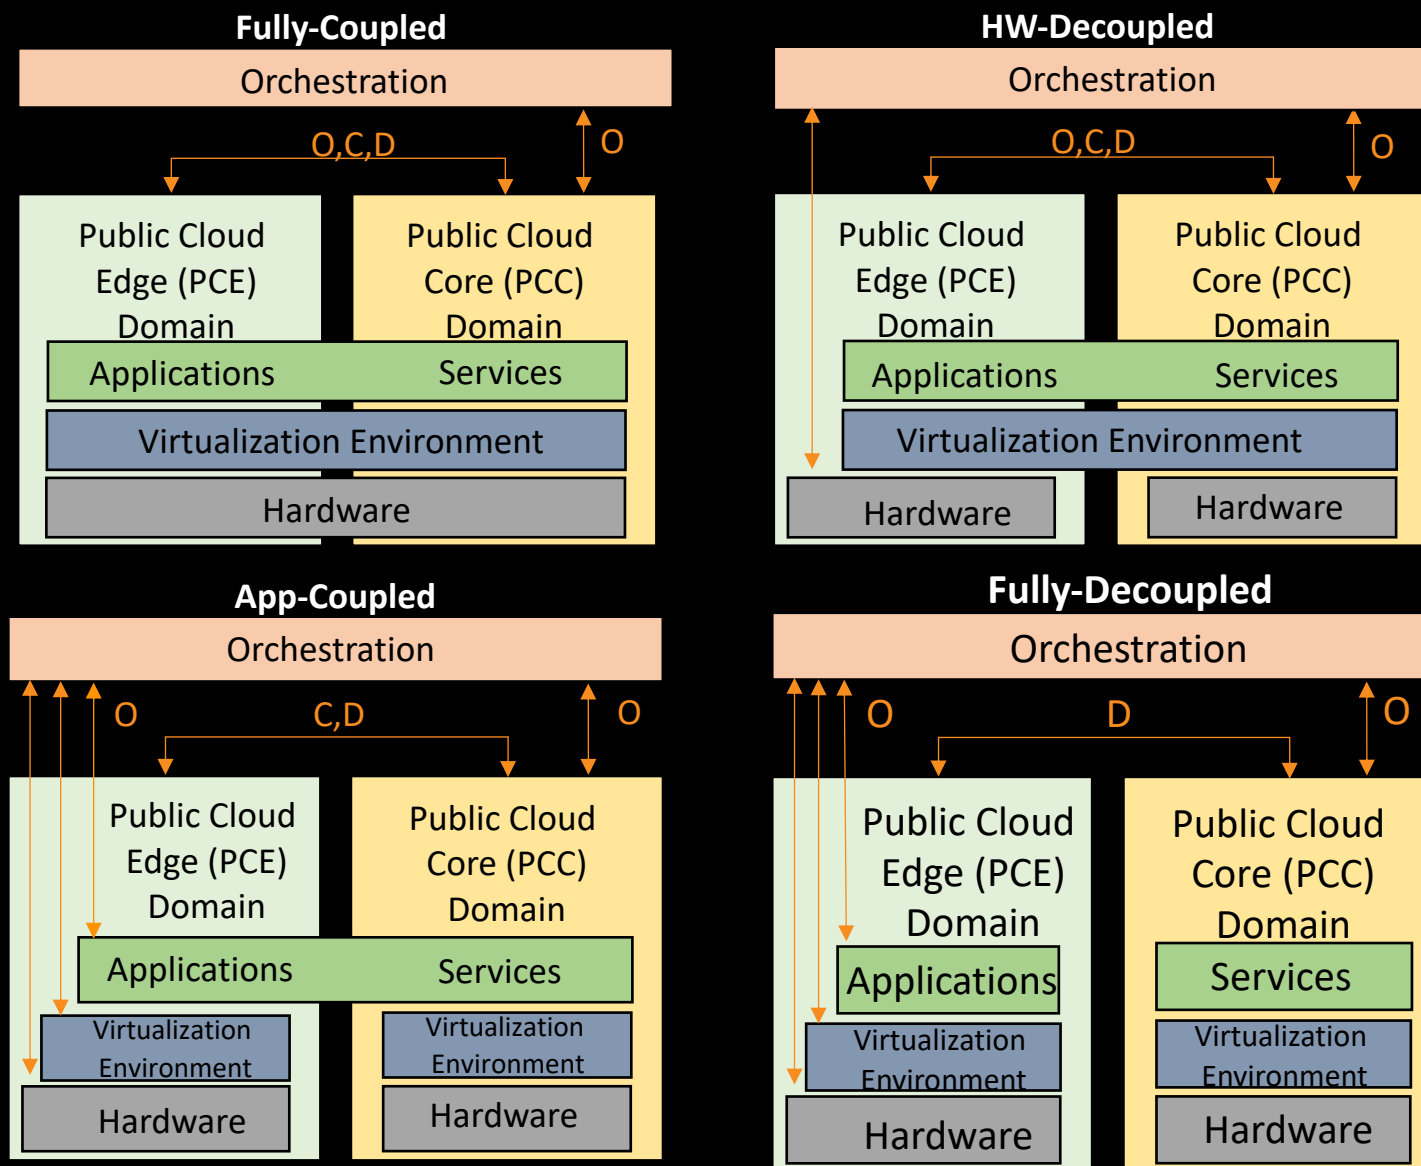 Fully-Coupled
Orchestration
O,C,D
O
Public Cloud
Edge (PCE)
Domain
Public Cloud
Core (PCC)
Domain
Applications
Services
Virtualization Environment
Hardware
HW-Decoupled
Orchestration
O,C,D
O
Public Cloud
Edge (PCE)
Domain
Public Cloud
Core (PCC)
Domain
Applications
Services
Virtualization Environment
Hardware
Hardware
App-Coupled
Orchestration
O
C,D
O
Public Cloud
Edge (PCE)
Domain
Public Cloud
Core (PCC)
Domain
Applications
Services
Virtualization
Environment
Virtualization
Environment
Hardware
Hardware
Fully-Decoupled
Orchestration
O
D
O
Public Cloud
Edge (PCE)
Domain
Public Cloud
Core (PCC)
Domain
Applications
Services
Virtualization
Environment
Virtualization
Environment
Hardware
Hardware